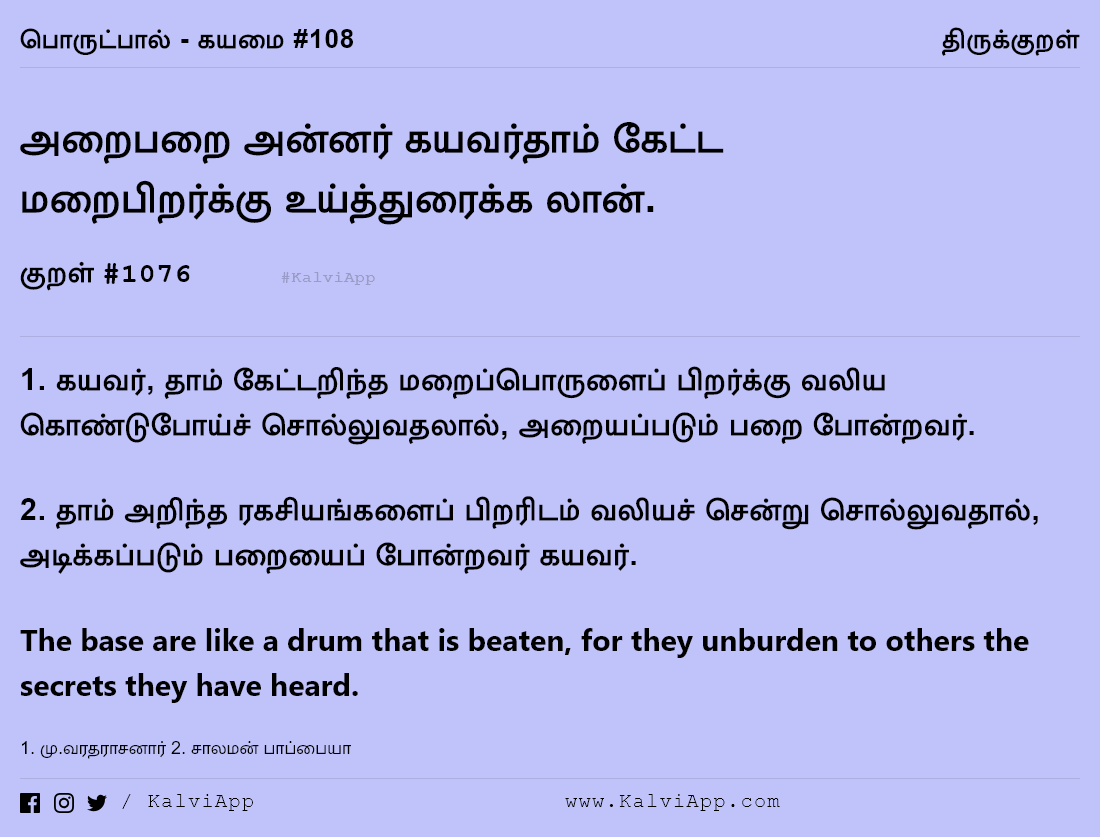 பொருட்பால் - கயமை #108 திருக்குறள்
அறைபறை அன்னர் கயவர்தாம் கேட்ட
மறைபிறர்க்கு உய்த்துரைக்க லான்.
குறள் #1076 #KalviApp
1. கயவர், தாம் கேட்டறிந்த மறைப்பொருளைப் பிறர்க்கு வலிய
கொண்டுபோய்ச் சொல்லுவதலால், அறையப்படும் பறை போன்றவர்.
2. தாம் அறிந்த ரகசியங்களைப் பிறரிடம் வலியச் சென்று சொல்லுவதால்,
அடிக்கப்படும் பறையைப் போன்றவர் கயவர்.
The base are like a drum that is beaten, for they unburden to others the
secrets they have heard.
1. மு.வரதராசனார் 2. சாலமன் பாப்பையா
/ KalviApp www.KalviApp.com